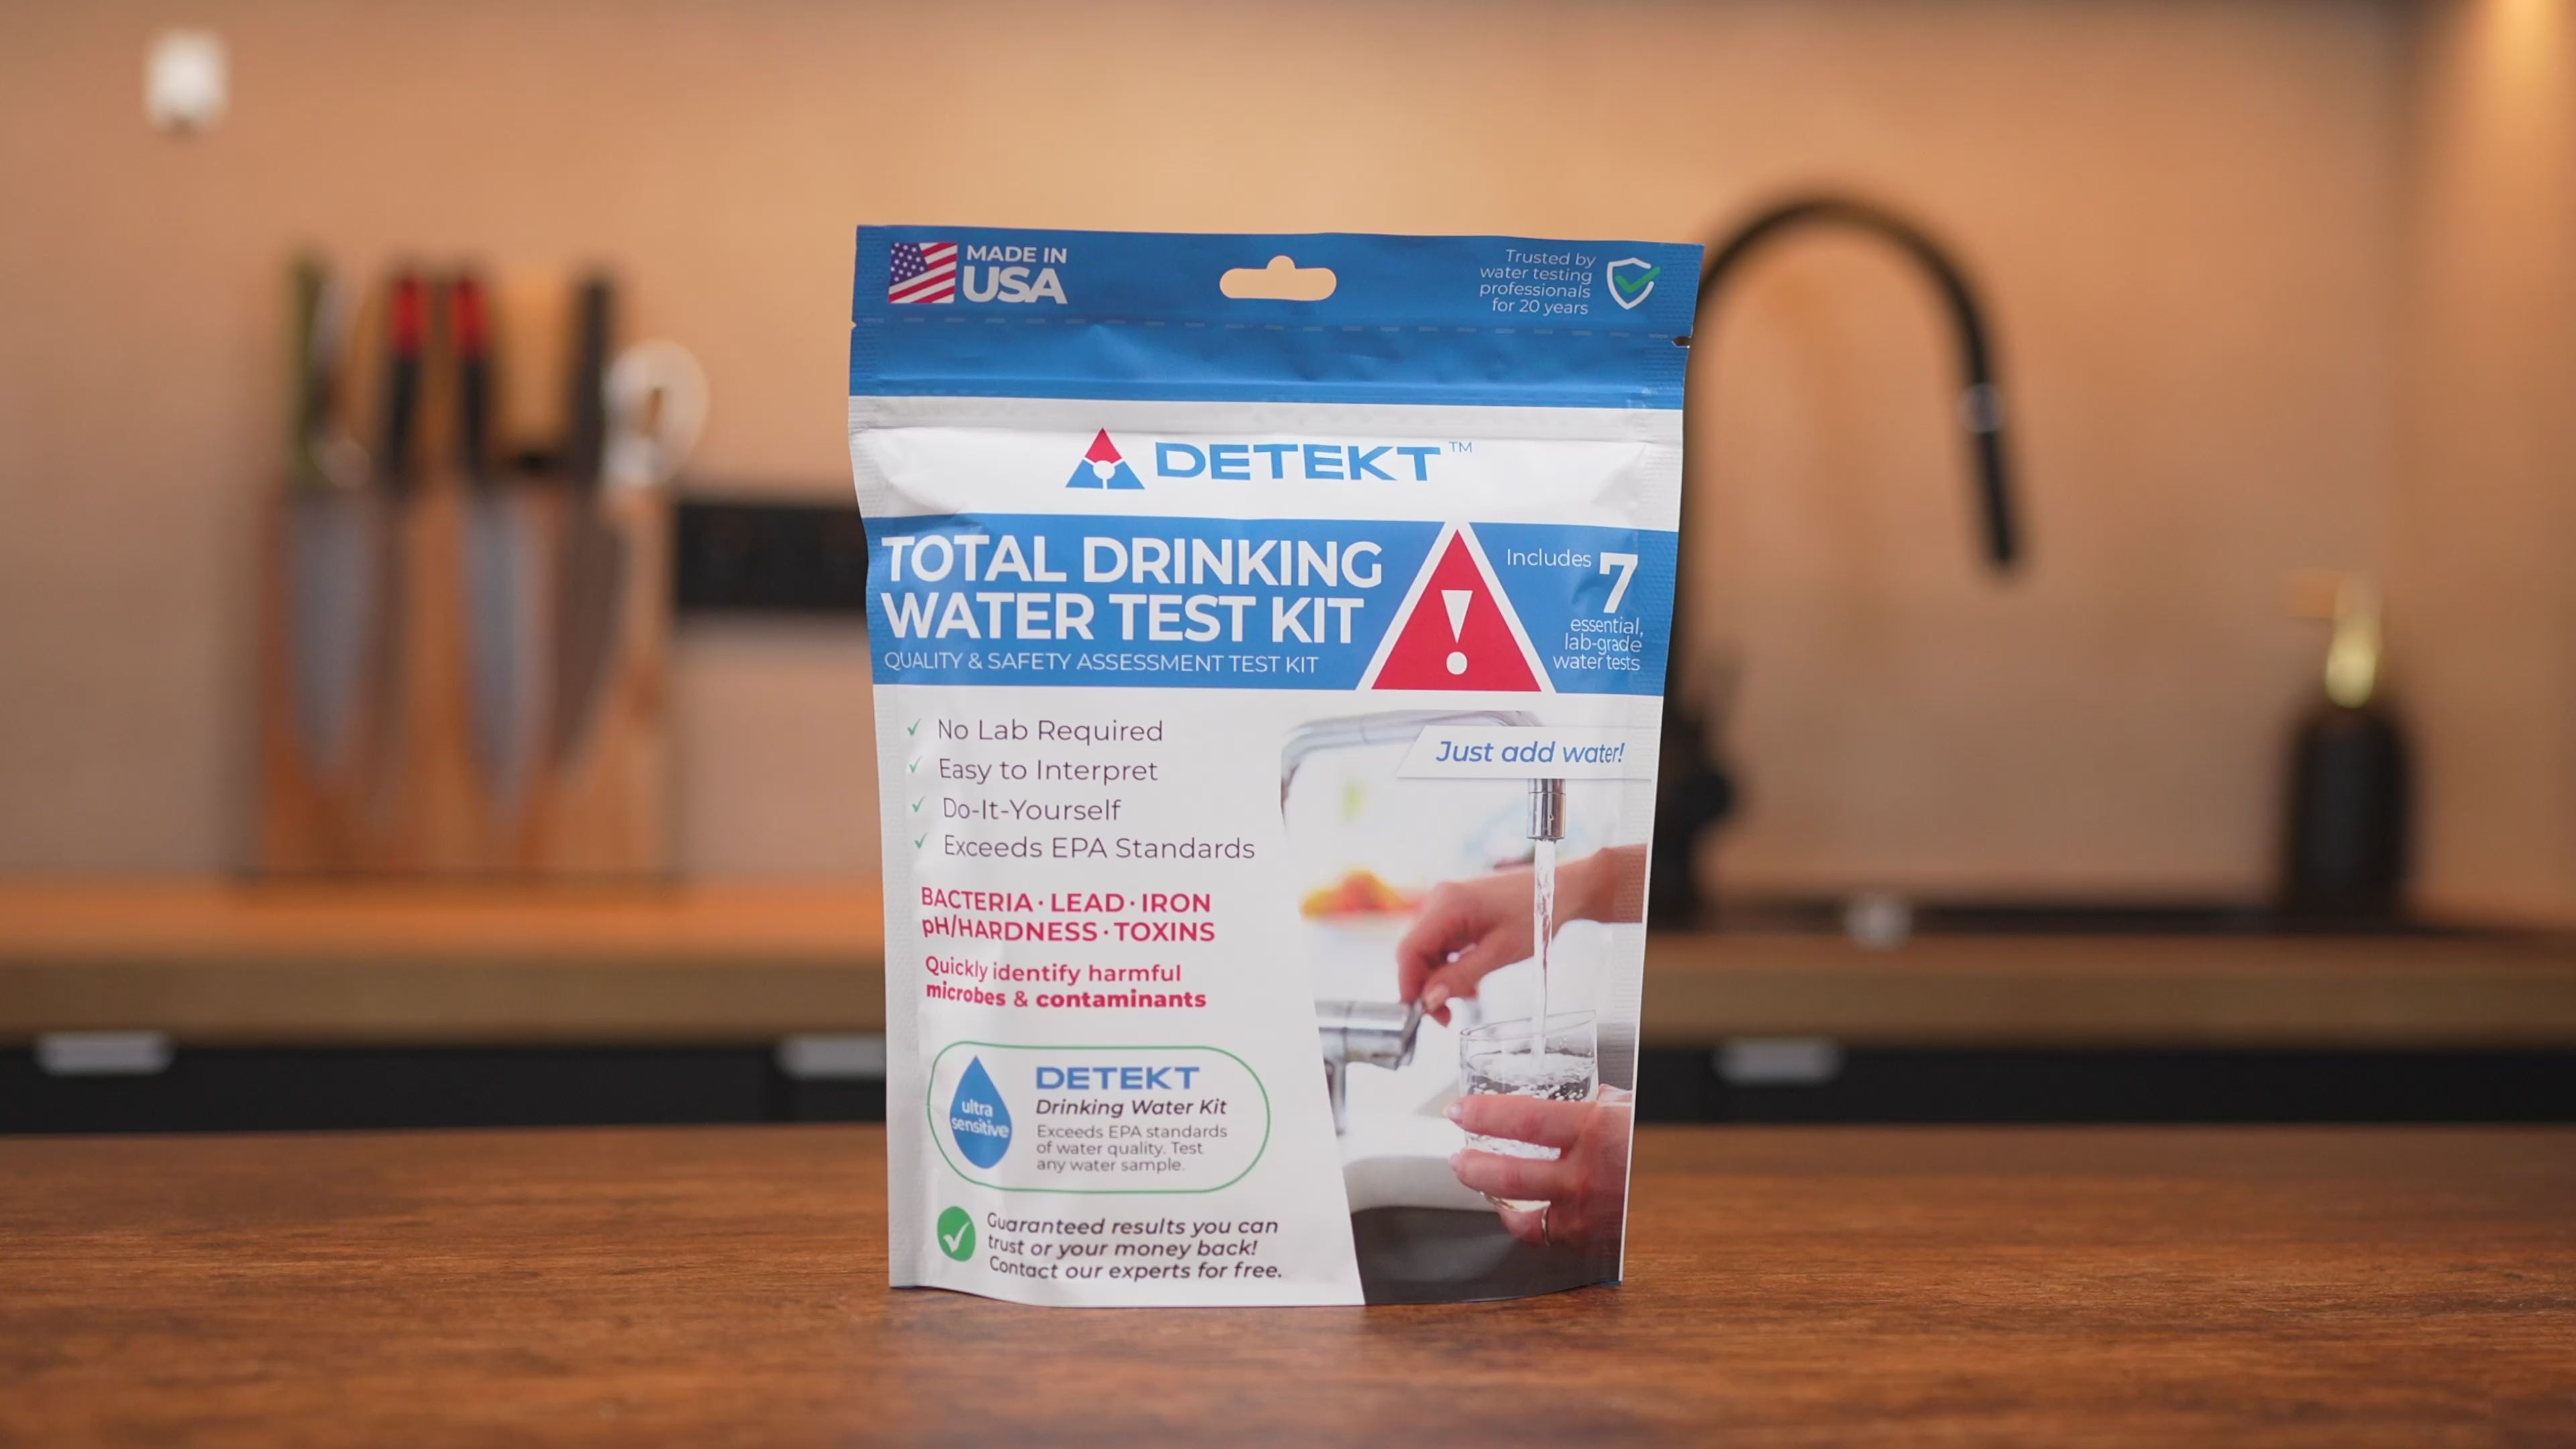 MADE IN
USA
Trusted by
water testing
professionals
for 20 years
DETEKT™
TOTAL DRINKING
WATER TEST KIT
QUALITY & SAFETY ASSESSMENT TEST KIT
!
Includes 7
essential,
lab-grade
water tests
✓ No Lab Required
✓ Easy to Interpret
✓ Do-It-Yourself
✓ Exceeds EPA Standards
Just add water!
BACTERIA · LEAD · IRON
pH/HARDNESS · TOXINS
Quickly identify harmful
microbes & contaminants
ultra
sensitive
DETEKT
Drinking Water Kit
Exceeds EPA standards
of water quality. Test
any water sample.
Guaranteed results you can
trust or your money back!
Contact our experts for free.